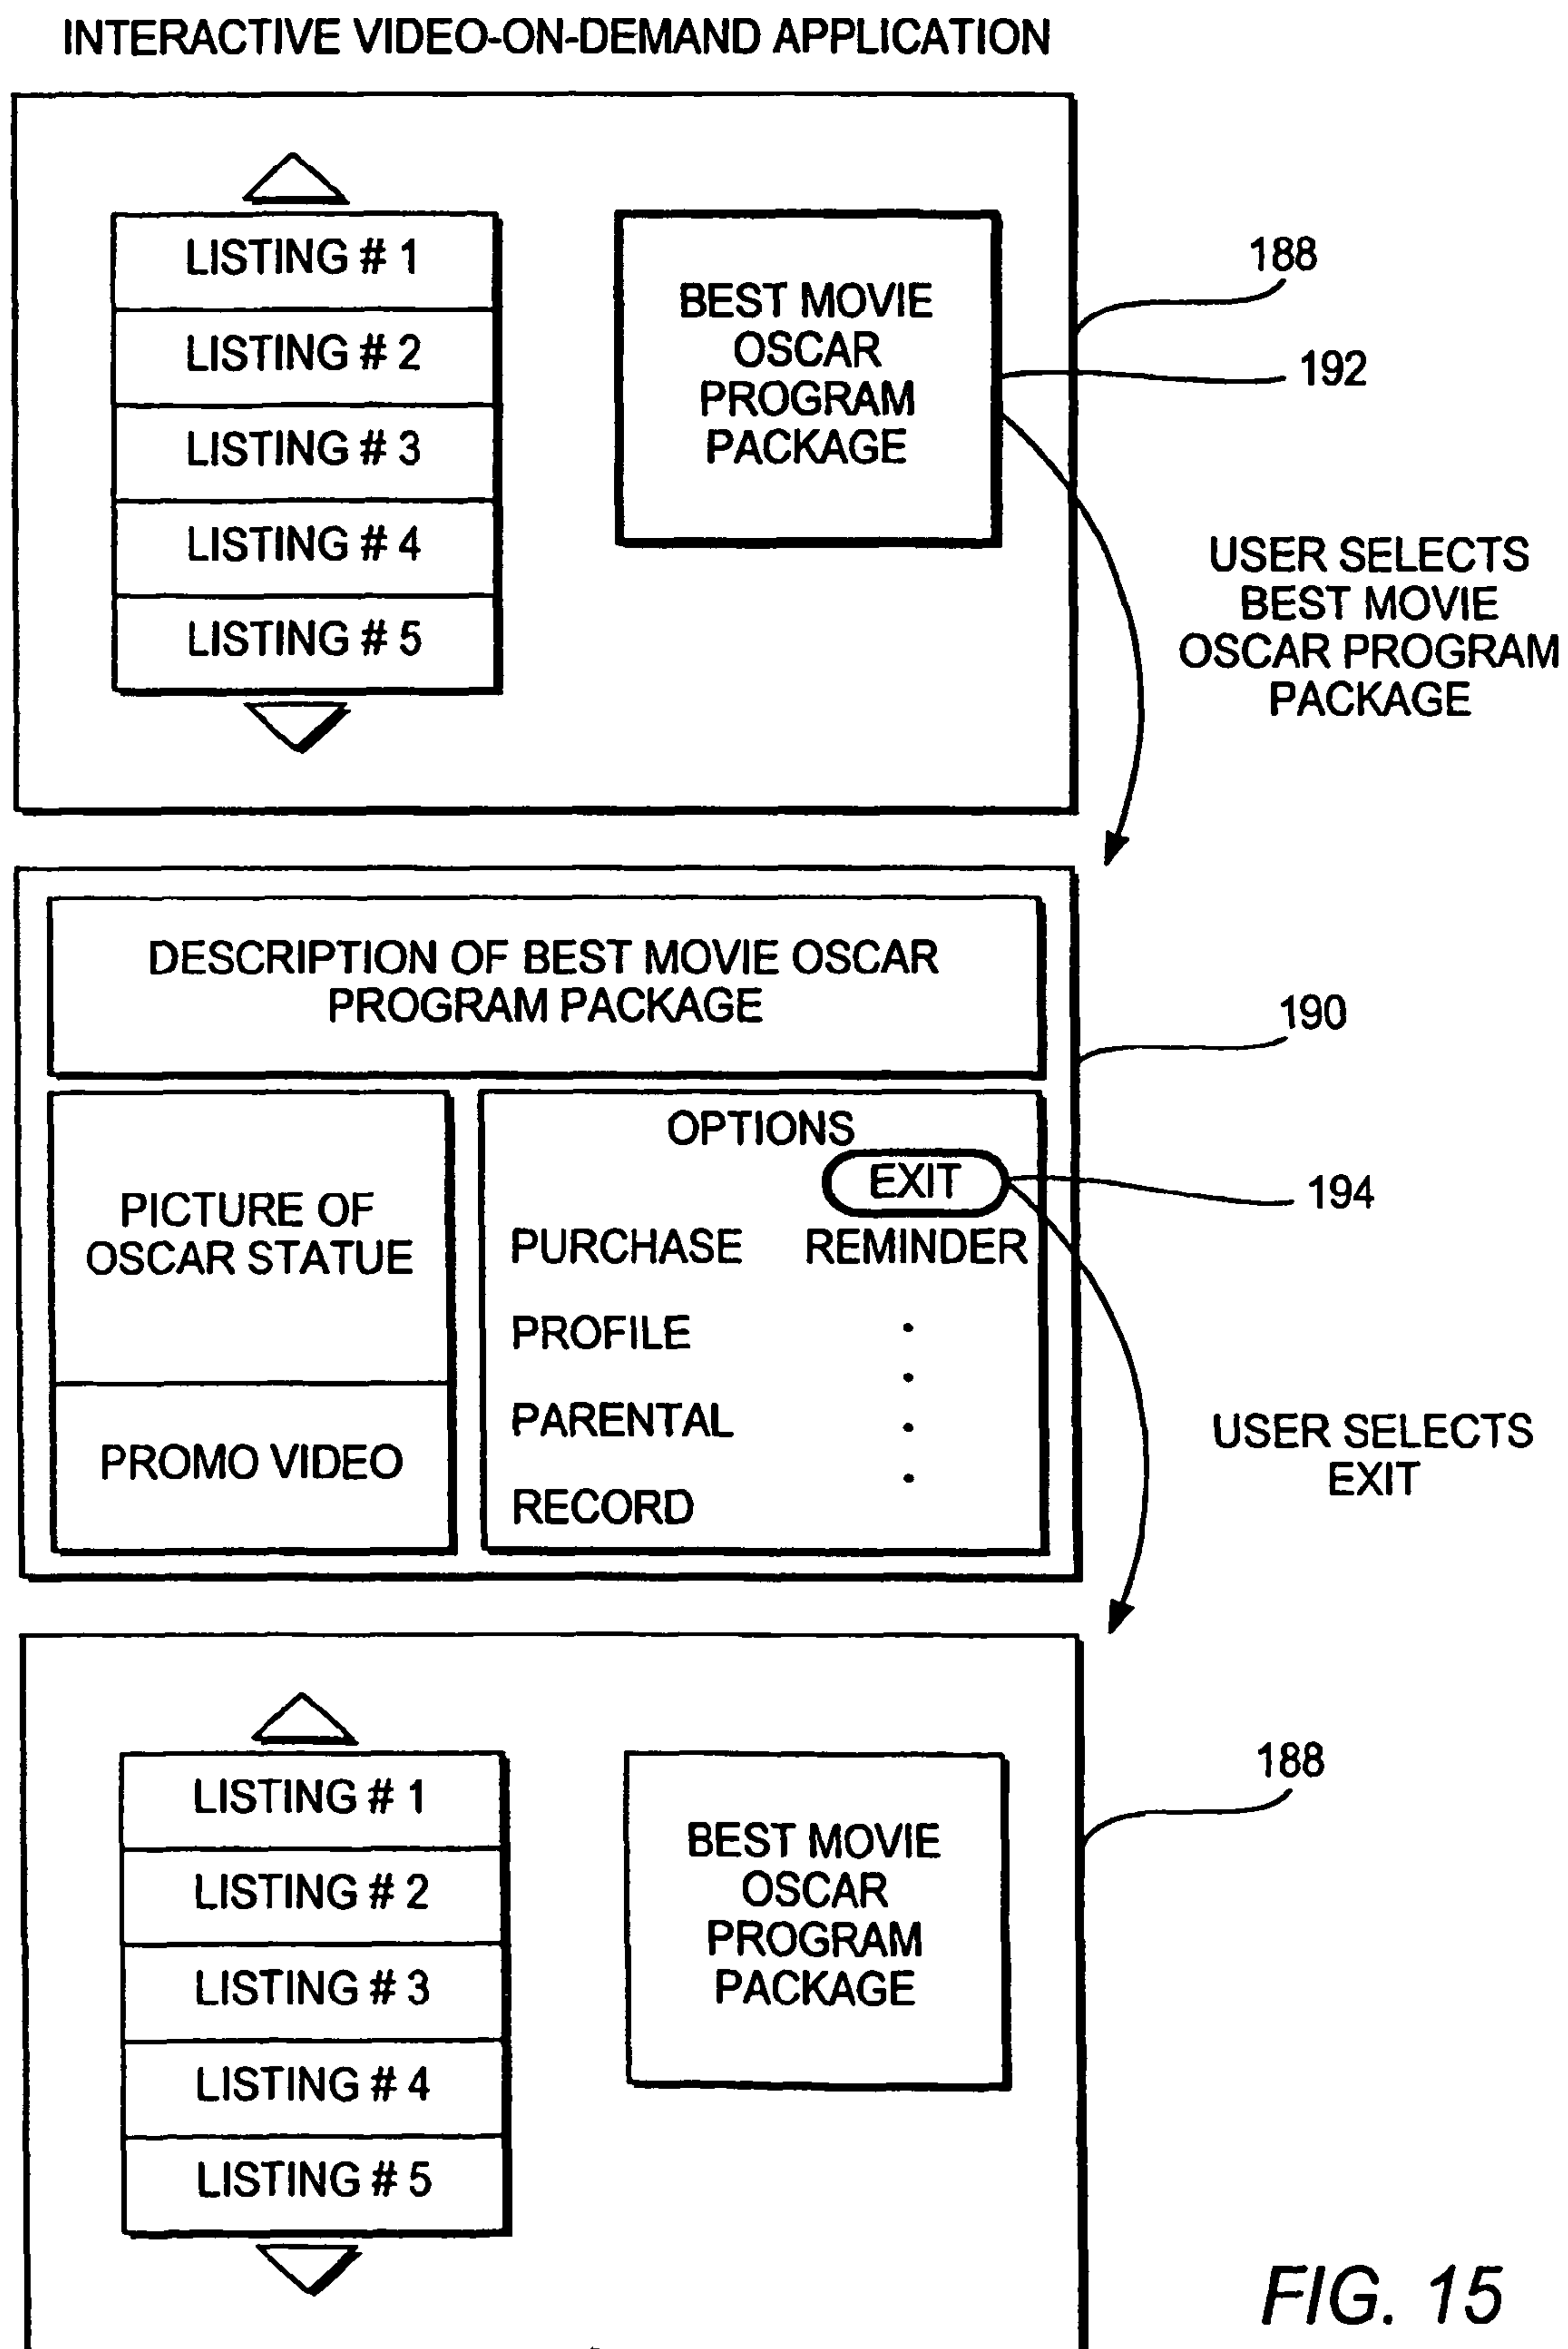 INTERACTIVE VIDEO-ON-DEMAND APPLICATION
LISTING # 1
LISTING # 2
LISTING # 3
LISTING # 4
LISTING # 5
BEST MOVIE
OSCAR
PROGRAM
PACKAGE
188
192
USER SELECTS
BEST MOVIE
OSCAR PROGRAM
PACKAGE
DESCRIPTION OF BEST MOVIE OSCAR
PROGRAM PACKAGE
190
PICTURE OF
OSCAR STATUE
PROMO VIDEO
OPTIONS
EXIT
194
PURCHASE REMINDER
PROFILE
PARENTAL
RECORD
USER SELECTS
EXIT
LISTING # 1
LISTING # 2
LISTING # 3
LISTING # 4
LISTING # 5
BEST MOVIE
OSCAR
PROGRAM
PACKAGE
188
FIG. 15